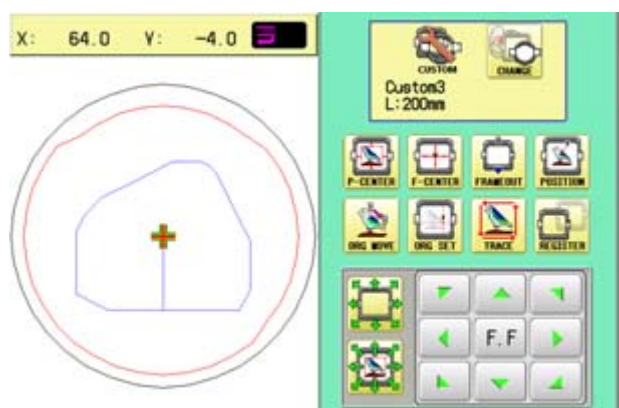 X: 64.0 Y: -4.0
CUSTOM CHANGE
Custom3
L:200mm
P-CENTER F-CENTER FRAMEOUT POSITION
ORG MOVE ORG SET TRACE REGISTER
F.F